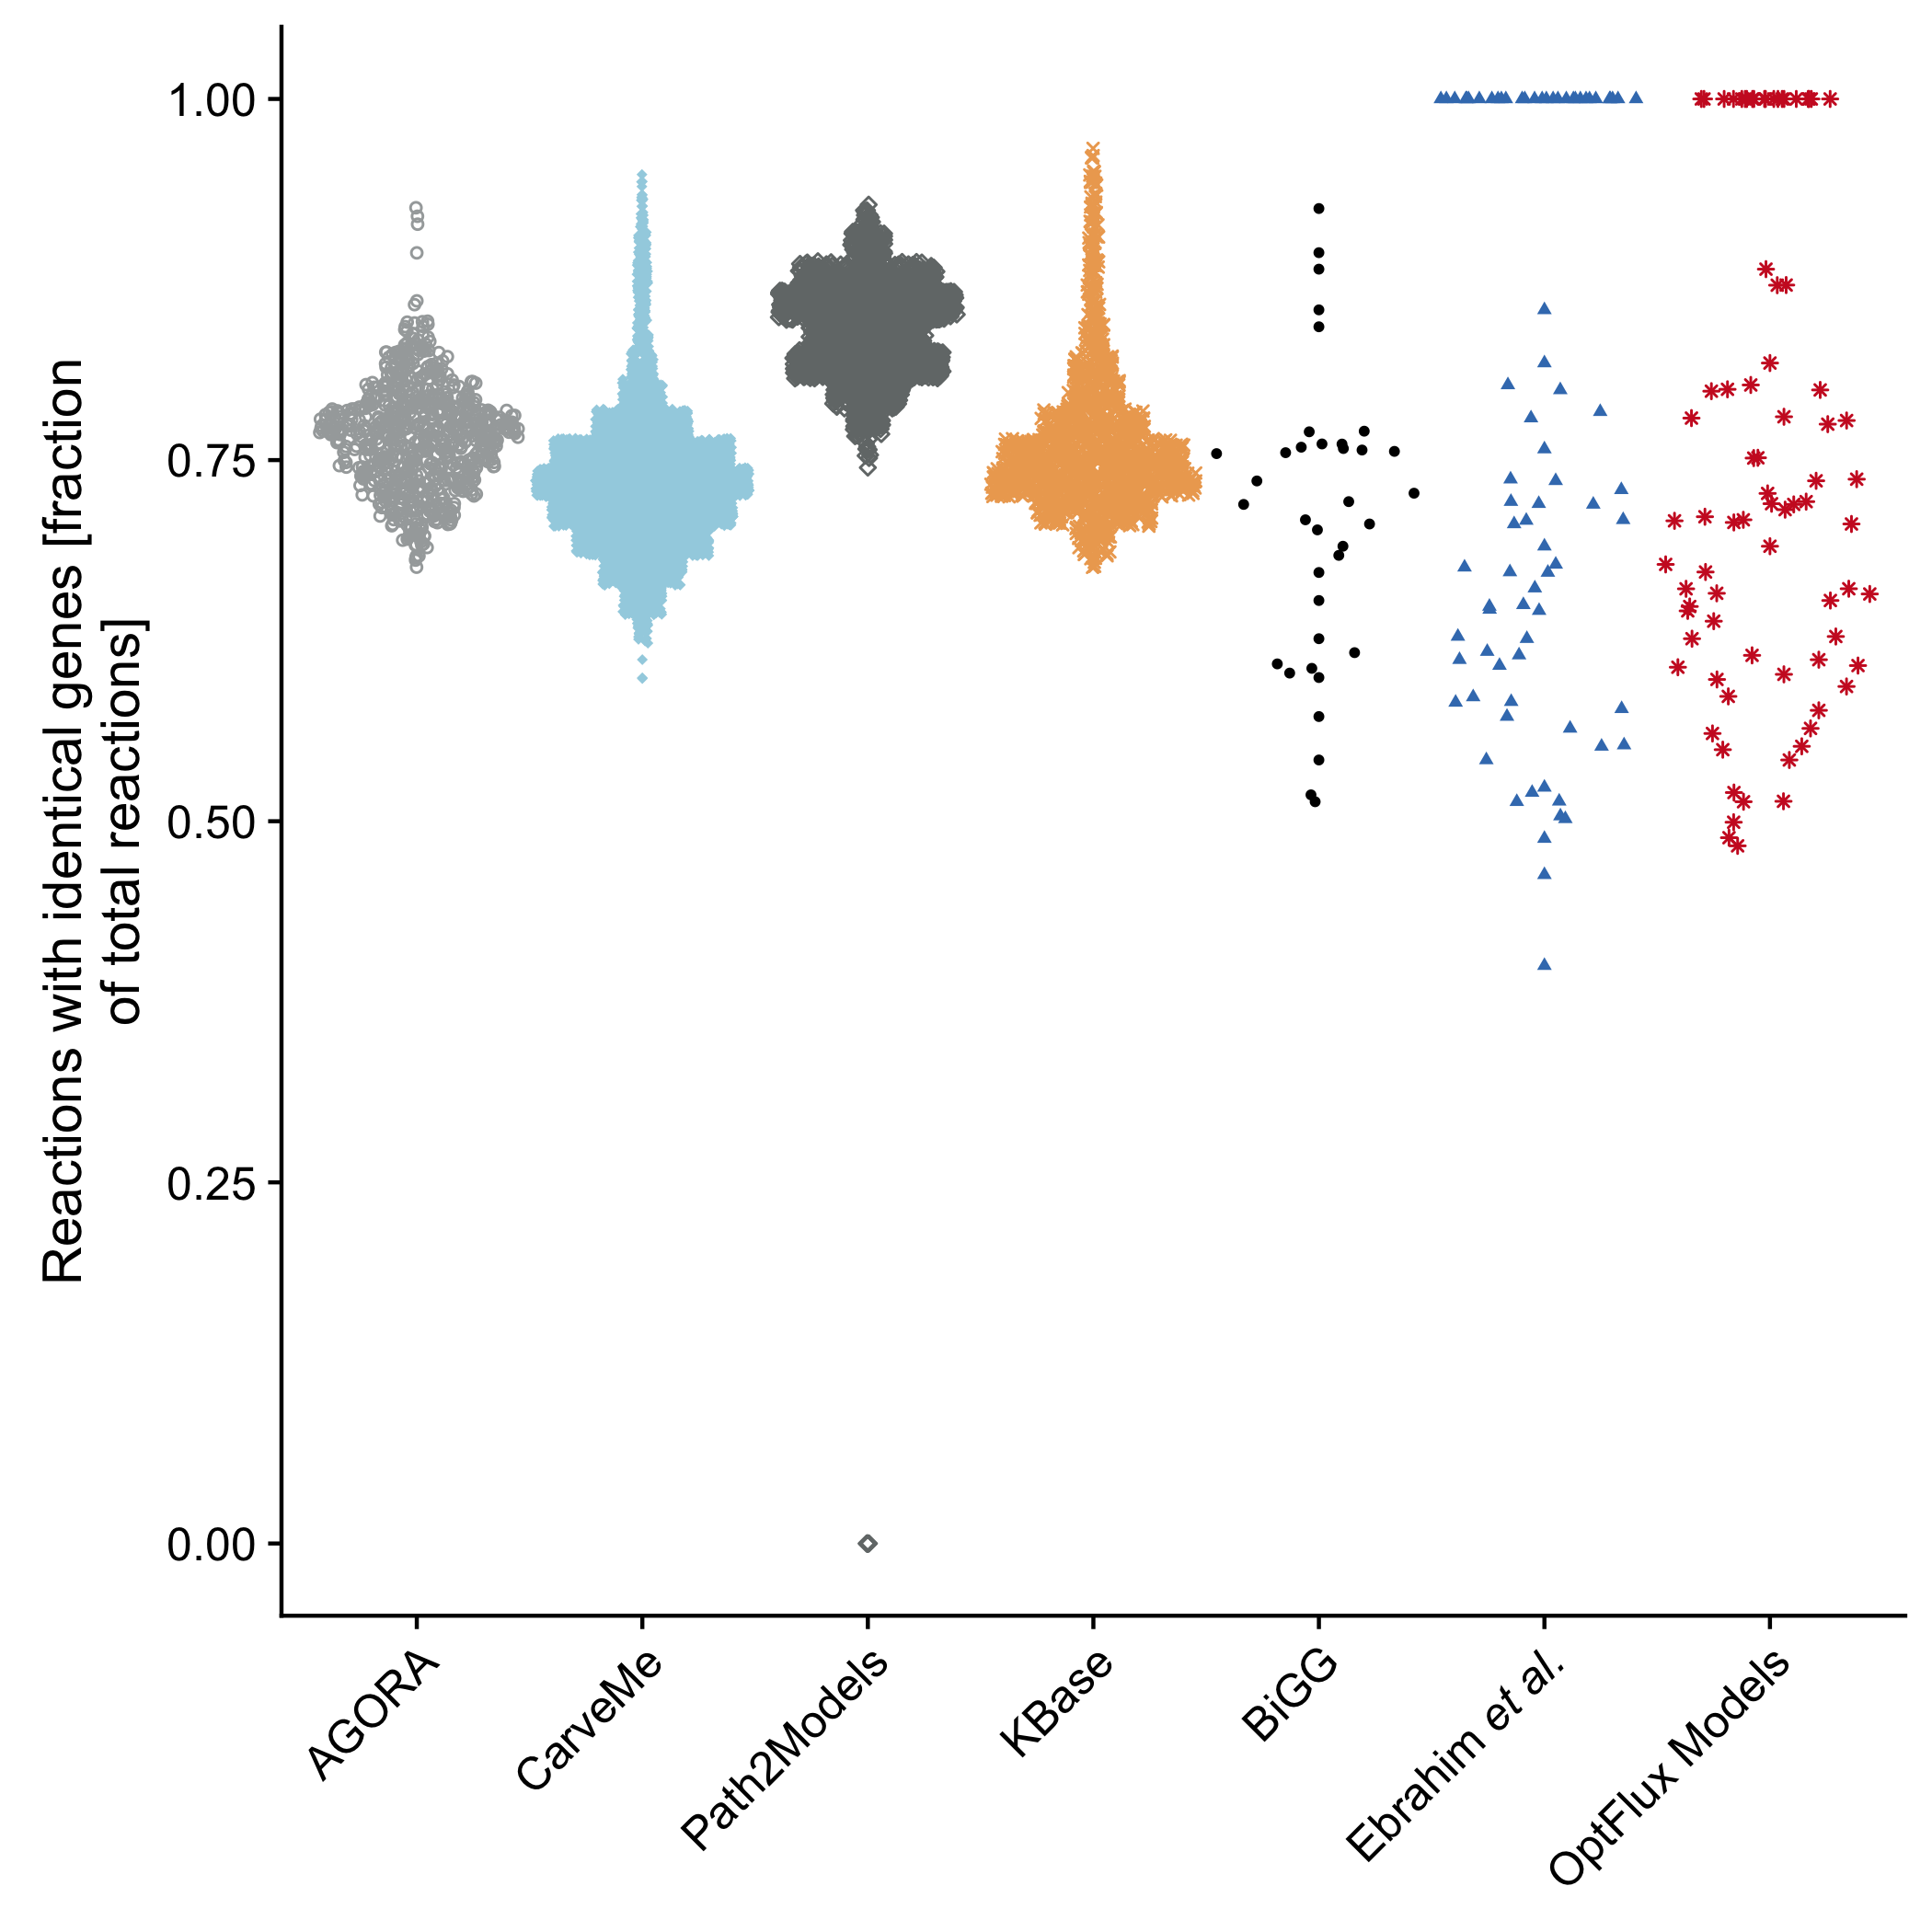 Reactions with identical genes [fraction
of total reactions]
1.00
0.75
0.50
0.25
0.00
AGORA
CarveMe
Path2Models
KBase
BiGG
Ebrahim et al.
OptFlux Models